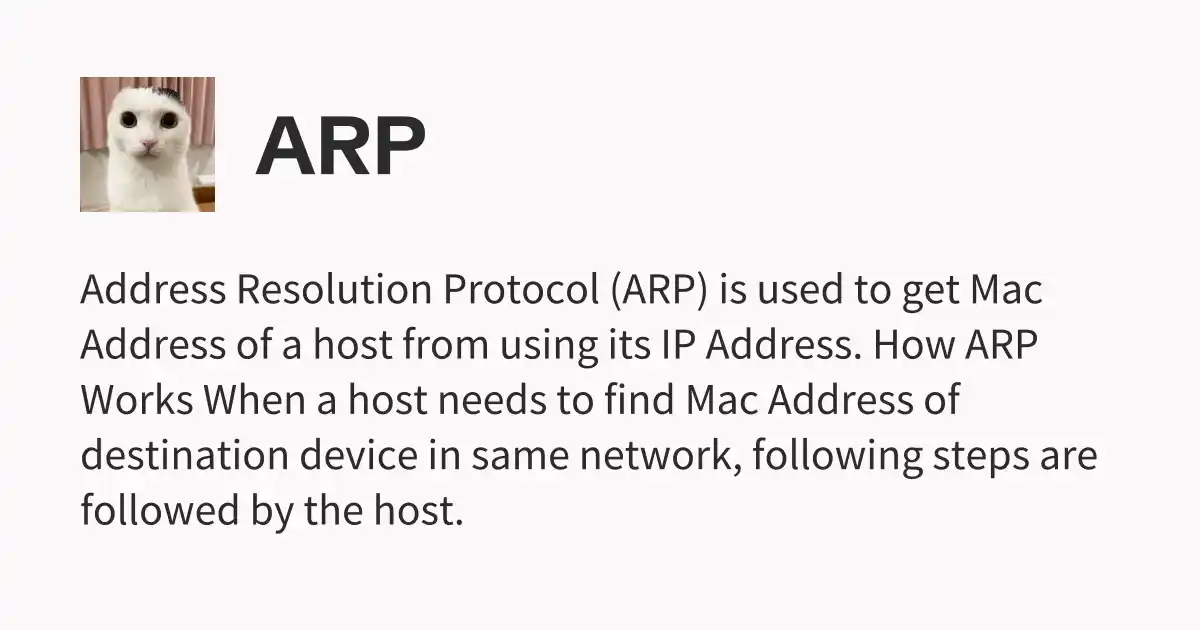 ARP
Address Resolution Protocol (ARP) is used to get Mac
Address of a host from using its IP Address. How ARP
Works When a host needs to find Mac Address of
destination device in same network, following steps are
followed by the host.